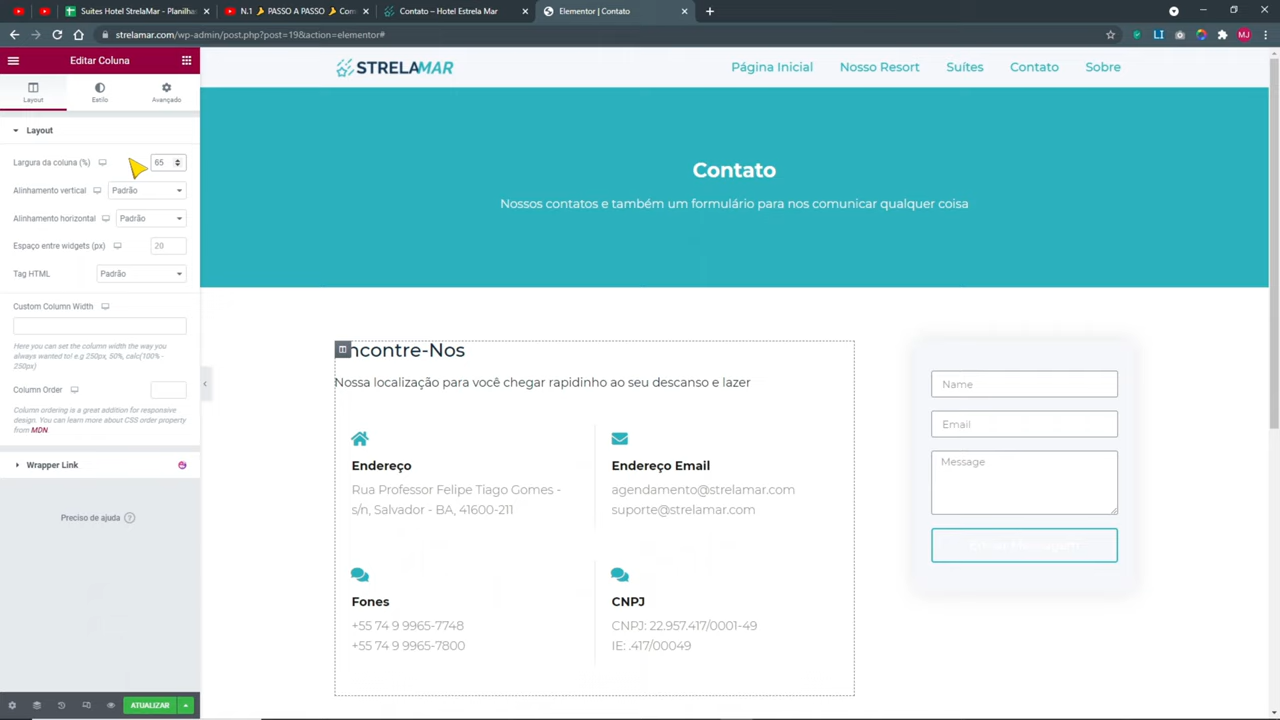 Suites Hotel StrelaMar - Planilha
N.1
PASSO A PASSO
Com
Contato – Hotel Estrela Mar
Elementor | Contato
strelamar.com/wp-admin/post.php?post=19&action=elementor#
MJ
Editar Coluna
Layout
Estilo
Avançado
Layout
Largura da coluna (%)
65
Alinhamento vertical
Padrão
Alinhamento horizontal
Padrão
Espaço entre widgets (px)
20
Tag HTML
Padrão
Custom Column Width
Here you can set the column width the way you
always wanted to! e.g 250px, 50%, calc(100% -
250px)
Column Order
Column ordering is a great addition for responsive
design. You can learn more about CSS order property
from MDN.
Wrapper Link
Preciso de ajuda
ATUALIZAR
STRELAMAR
Página Inicial
Nosso Resort
Suítes
Contato
Sobre
Contato
Nossos contatos e também um formulário para nos comunicar qualquer coisa
ncontre-Nos
Nossa localização para você chegar rapidinho ao seu descanso e lazer
Endereço
Rua Professor Felipe Tiago Gomes -
s/n, Salvador - BA, 41600-211
Endereço Email
agendamento@strelamar.com
suporte@strelamar.com
Fones
+55 74 9 9965-7748
+55 74 9 9965-7800
CNPJ
CNPJ: 22.957.417/0001-49
IE: .417/00049
Name
Email
Message